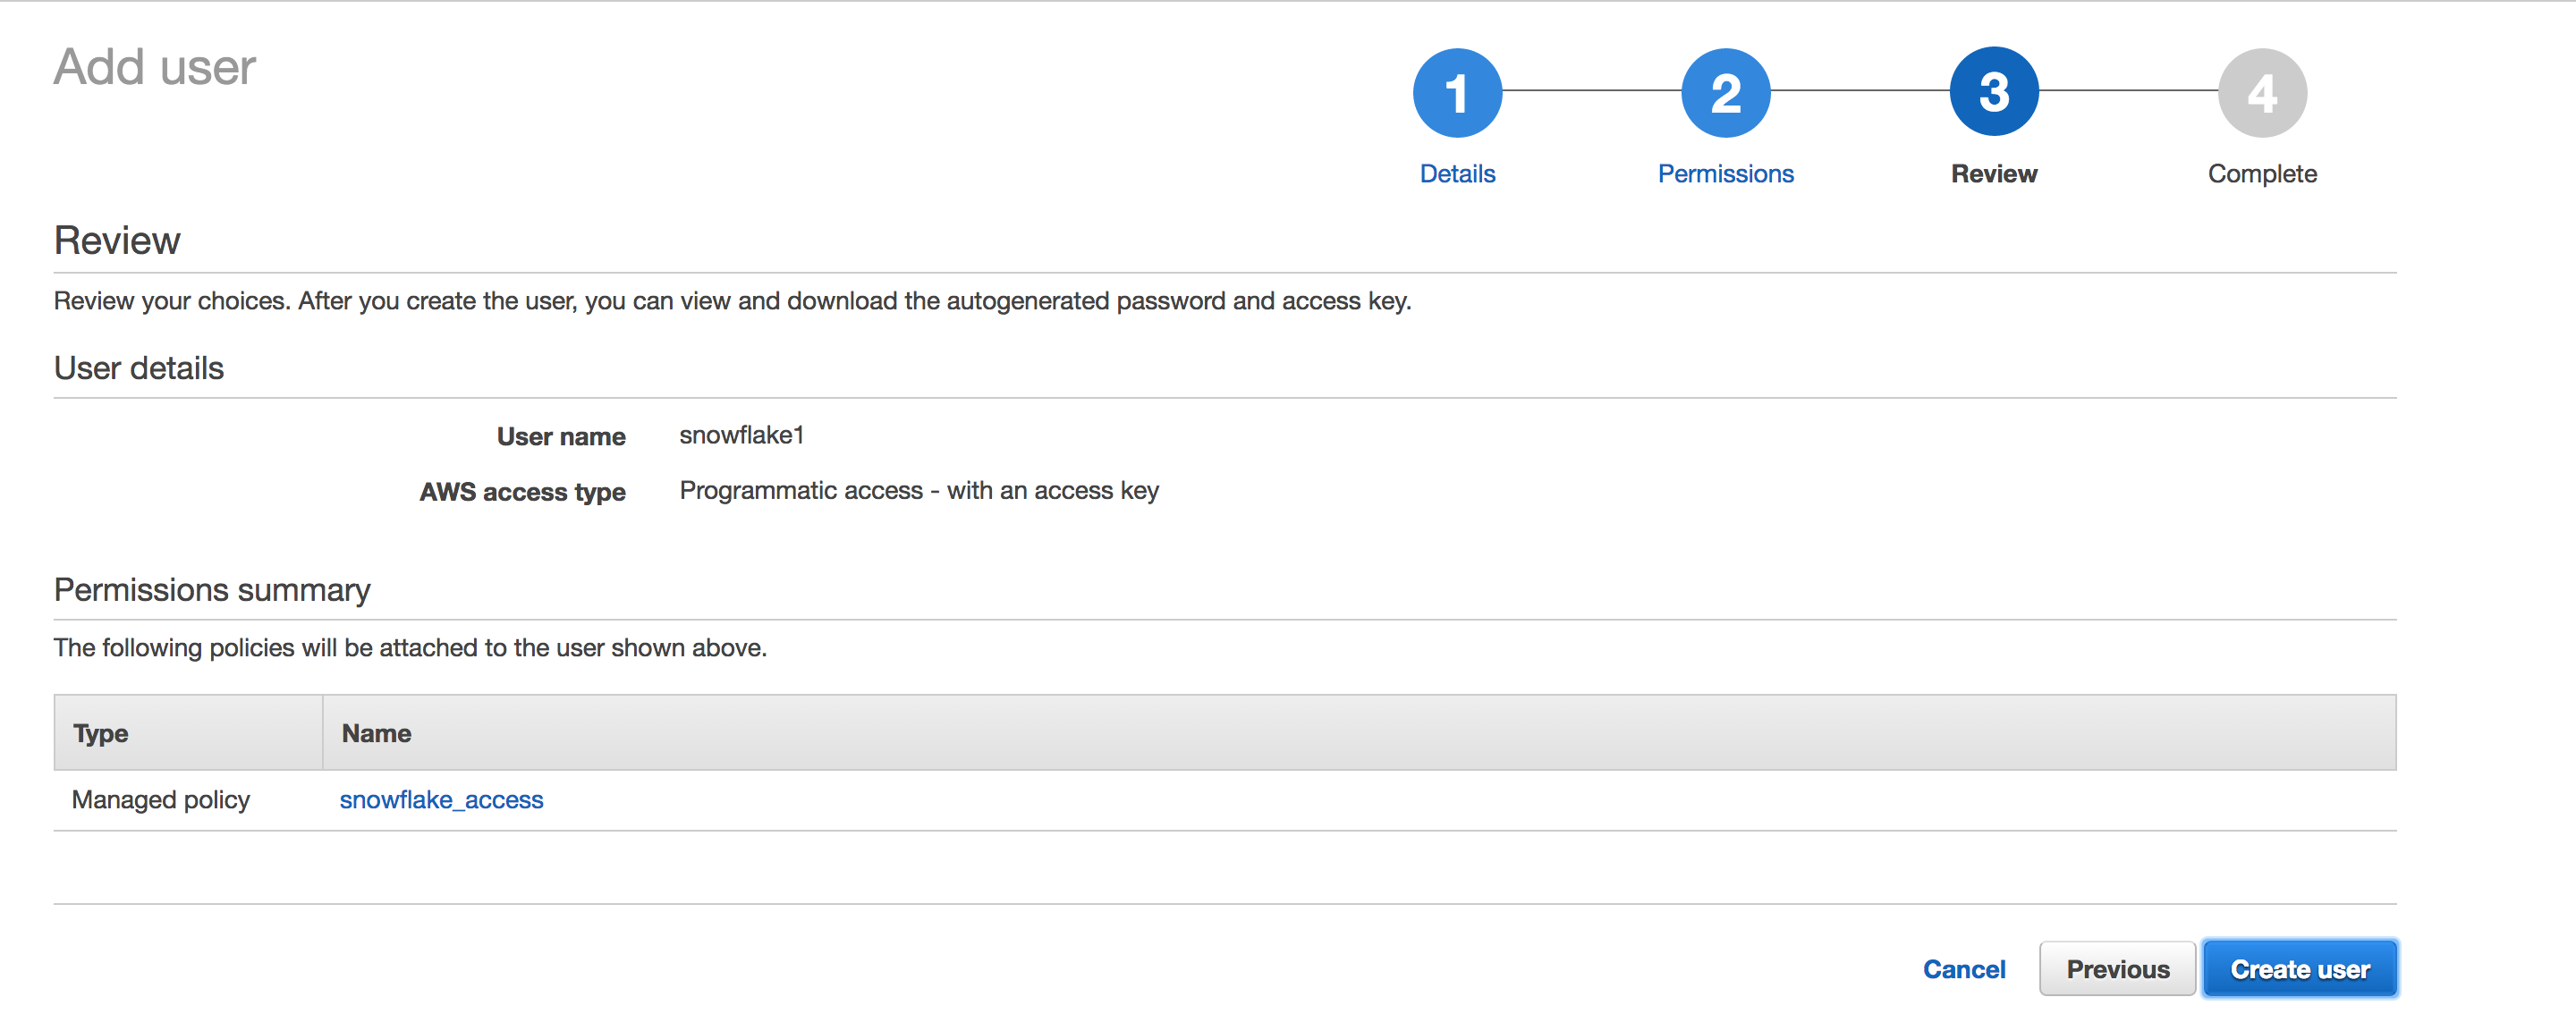 Add user
1 2 3 4
Details Permissions Review Complete
Review
Review your choices. After you create the user, you can view and download the autogenerated password and access key.
User details
User name snowflake1
AWS access type Programmatic access - with an access key
Permissions summary
The following policies will be attached to the user shown above.
Type Name
Managed policy snowflake_access
Cancel Previous Create user